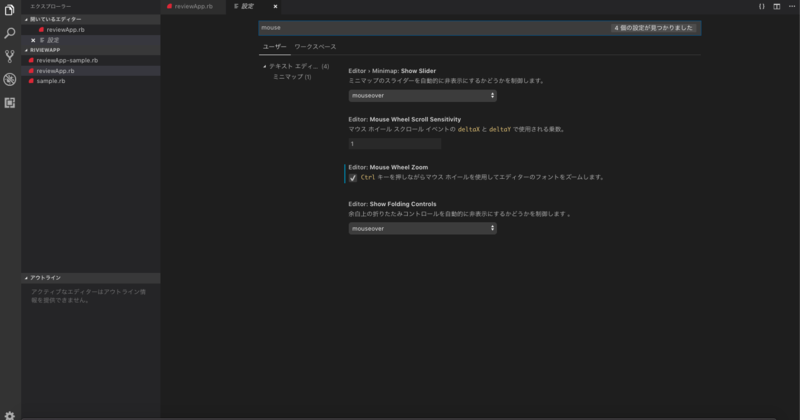 エクスプローラー
開いているエディター
reviewApp.rb
× 設定
RIVIEWAPP
reviewApp-sample.rb
reviewApp.rb
sample.rb
アウトライン
アクティブなエディターはアウトライン情
報を提供できません。
reviewApp.rb
設定 ×
mouse
4 個の設定が見つかりました
ユーザー ワークスペース
テキスト エディ... (4)
ミニマップ (1)
Editor › Minimap: Show Slider
ミニマップのスライダーを自動的に非表示にするかどうかを制御します。
mouseover
Editor: Mouse Wheel Scroll Sensitivity
マウス ホイール スクロール イベントの deltaX と deltaY で使用される乗数。
1
Editor: Mouse Wheel Zoom
Ctrl キーを押しながらマウス ホイールを使用してエディターのフォントをズームします。
Editor: Show Folding Controls
余白上の折りたたみコントロールを自動的に非表示にするかどうかを制御します 。
mouseover